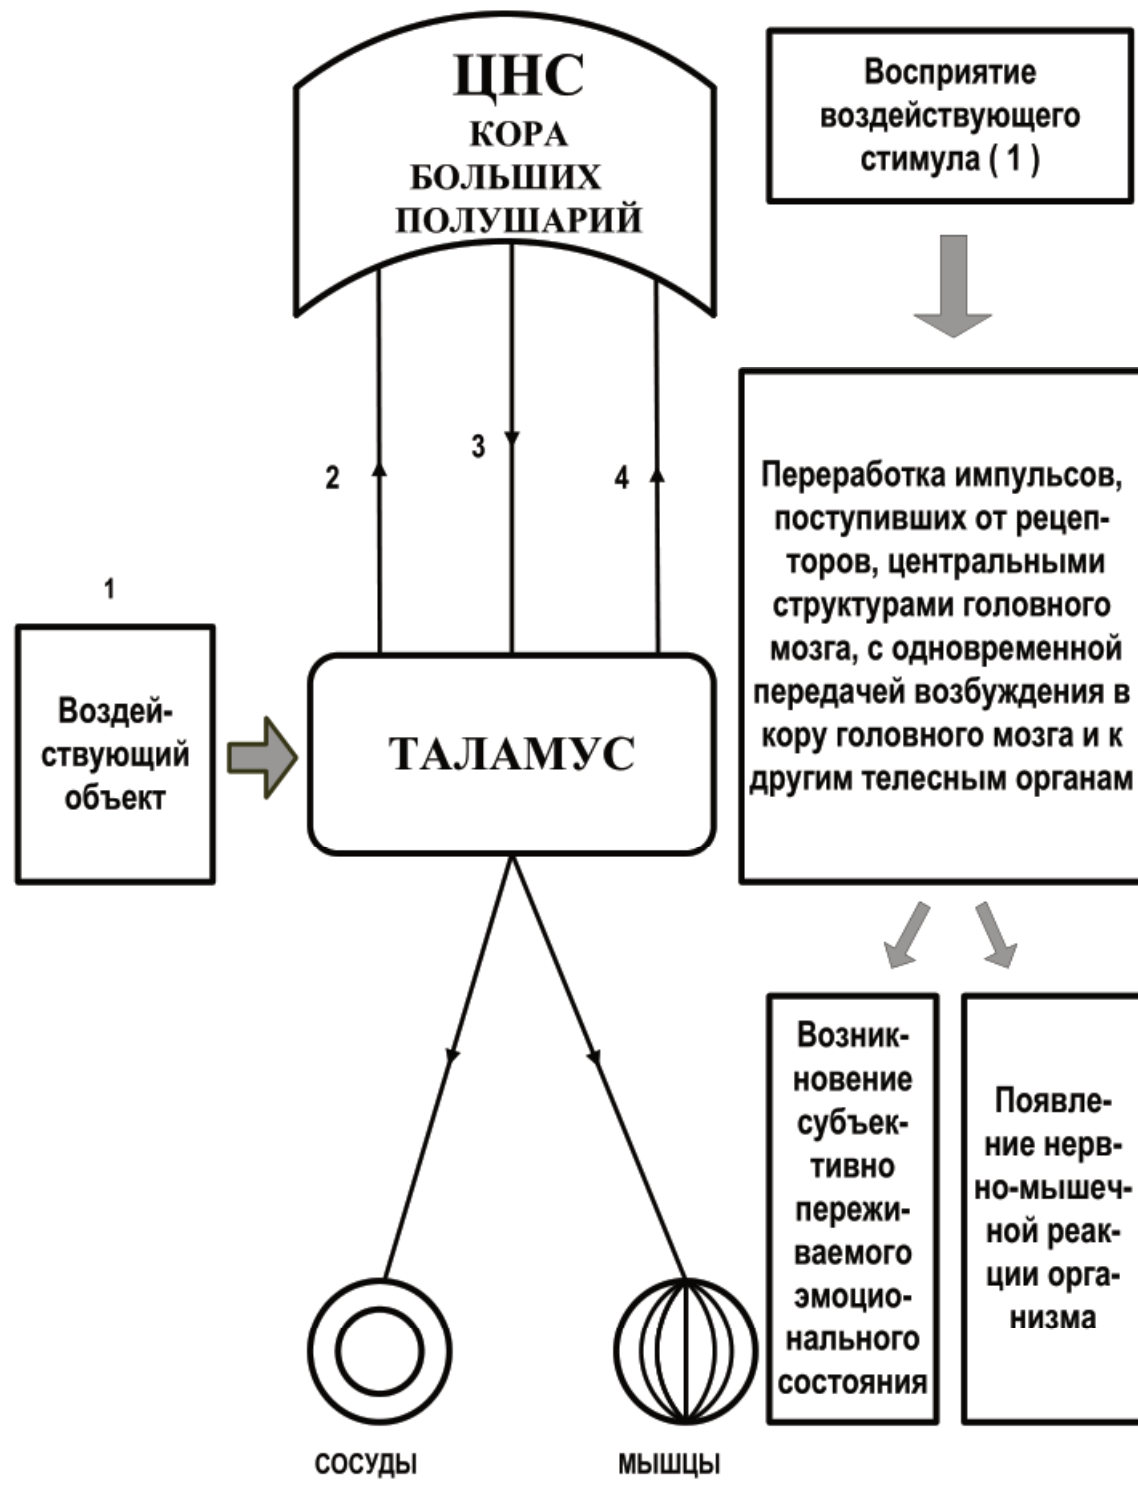 ЦНС
КОРА
БОЛЬШИХ
ПОЛУШАРИЙ
2
3
4
1
Воздей-
ствующий
объект
ТАЛАМУС
СОСУДЫ
МЫШЦЫ
Восприятие
воздействующего
стимула ( 1 )
Переработка импульсов,
поступивших от рецеп-
торов, центральными
структурами головного
мозга, с одновременной
передачей возбуждения в
кору головного мозга и к
другим телесным органам
Возник-
новение
субъек-
тивно
пережи-
ваемого
эмоцио-
нального
состояния
Появле-
ние нерв-
но-мышеч-
ной реак-
ции орга-
низма